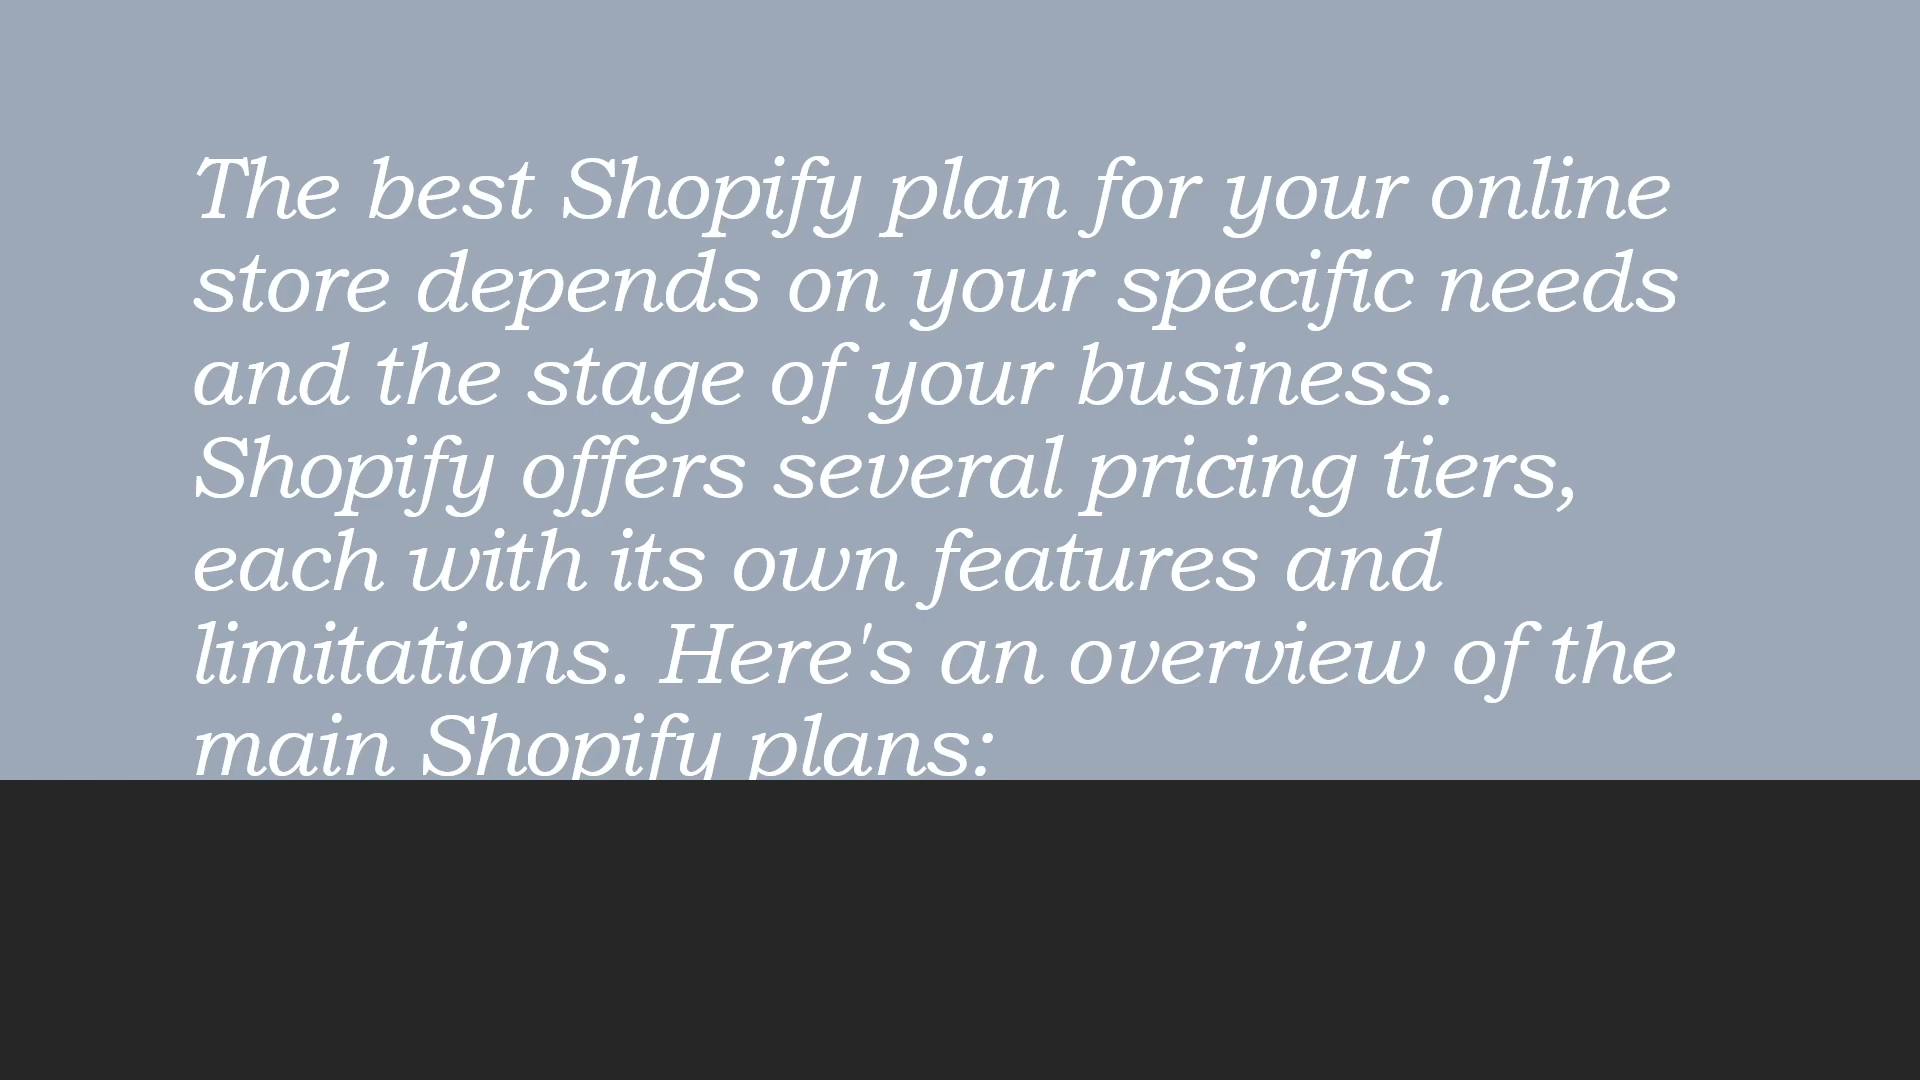 The best Shopify plan for your online
store depends on your specific needs
and the stage of your business.
Shopify offers several pricing tiers,
each with its own features and
limitations. Here's an overview of the
main Shopify plans: